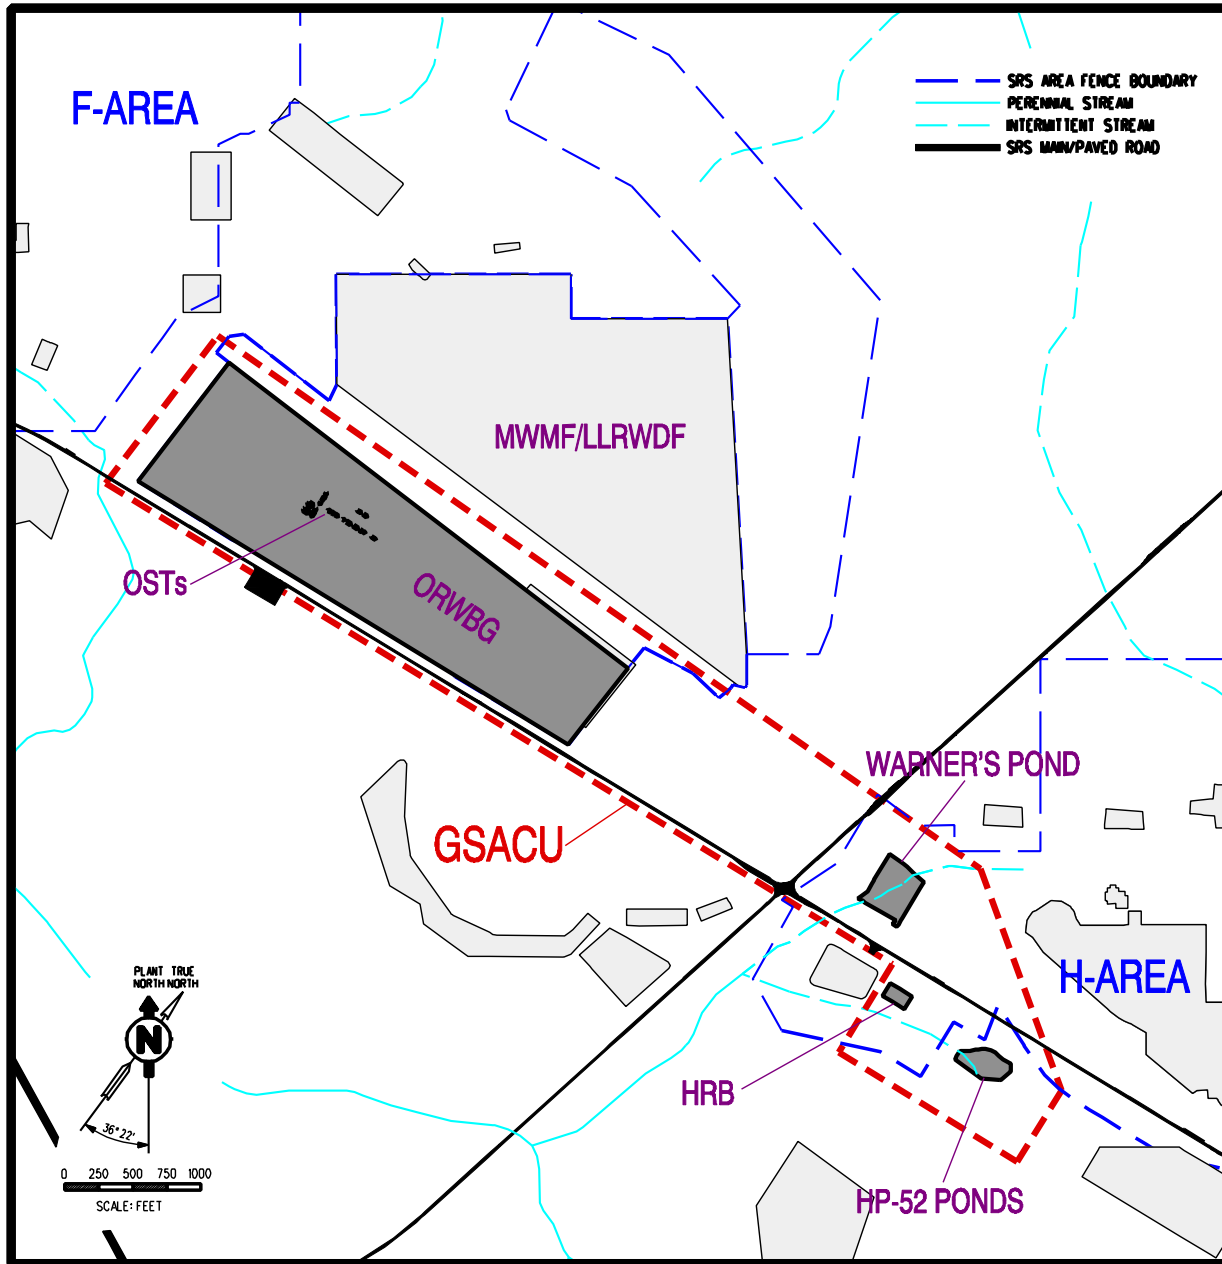 F-AREA
SRS AREA FENCE BOUNDARY
PERENNIAL STREAM
INTERMITTENT STREAM
SRS MAIN/PAVED ROAD
MWMF/LLRWDF
OSTs
ORWBG
WARNER'S POND
GSACU
H-AREA
PLANT TRUE
NORTH NORTH
N
36°22'
HRB
HP-52 PONDS
0 250 500 750 1000
SCALE: FEET